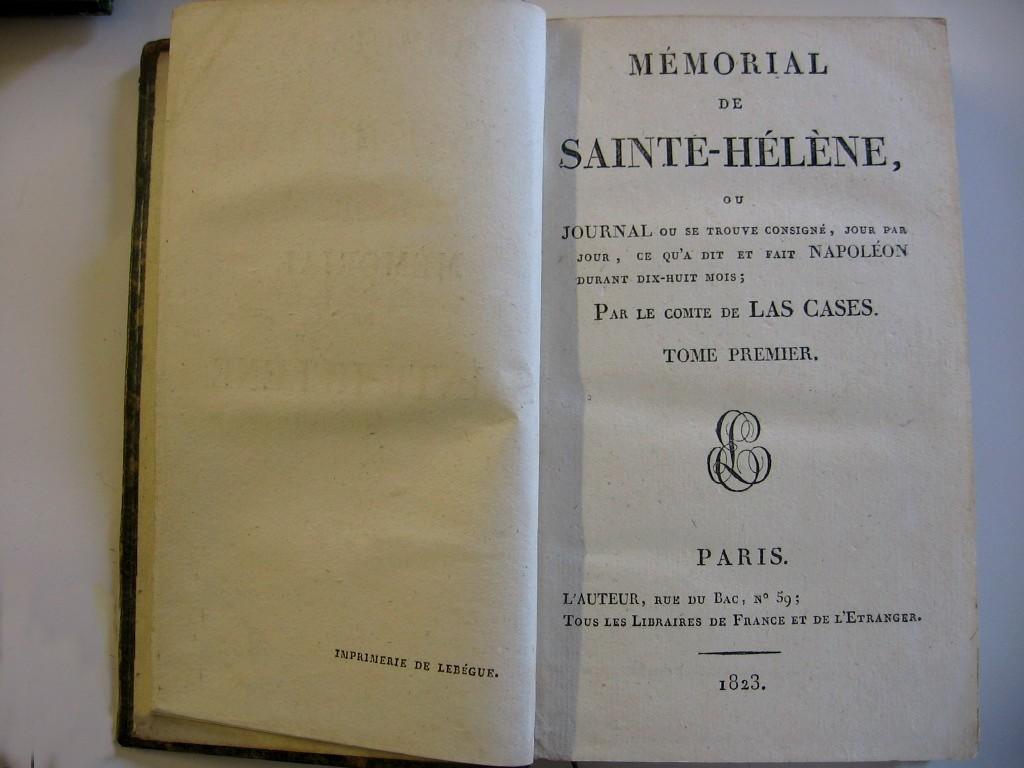 IMPRIMERIE DE LEBÉGUE.
MÉMORIAL
DE
SAINTE-HÉLÈNE,
OU
JOURNAL OU SE TROUVE CONSIGNÉ, JOUR PAR
JOUR, CE QU'A DIT ET FAIT NAPOLÉON
DURANT DIX-HUIT MOIS;
PAR LE COMTE DE LAS CASES.
TOME PREMIER.
PARIS.
L'AUTEUR, RUE DU BAC, N° 59;
TOUS LES LIBRAIRES DE FRANCE ET DE L'ETRANGER.
1823.